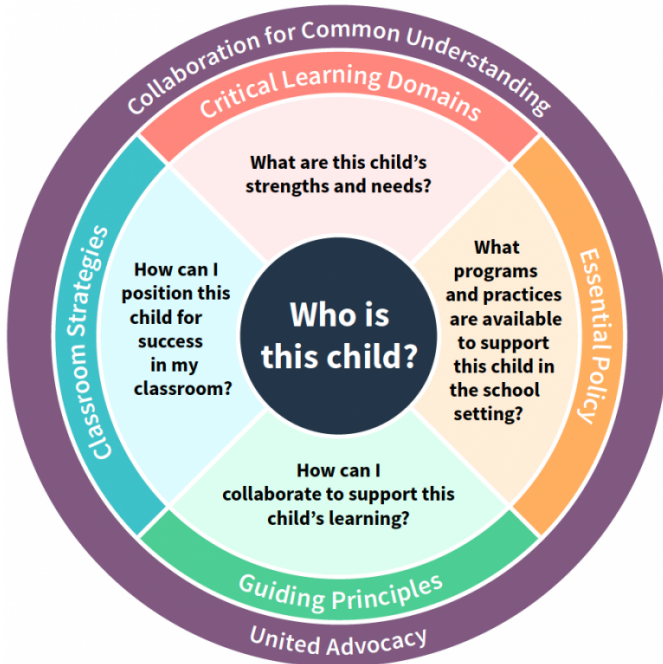 Collaboration for Common Understanding
Critical Learning Domains
What are this child’s
strengths and needs?
Classroom Strategies
How can I
position this
child for
success
in my
classroom?
Who is
this child?
What
programs
and practices
are available
to support
this child in
the school
setting?
Essential Policy
How can I
collaborate to support this
child’s learning?
Guiding Principles
United Advocacy